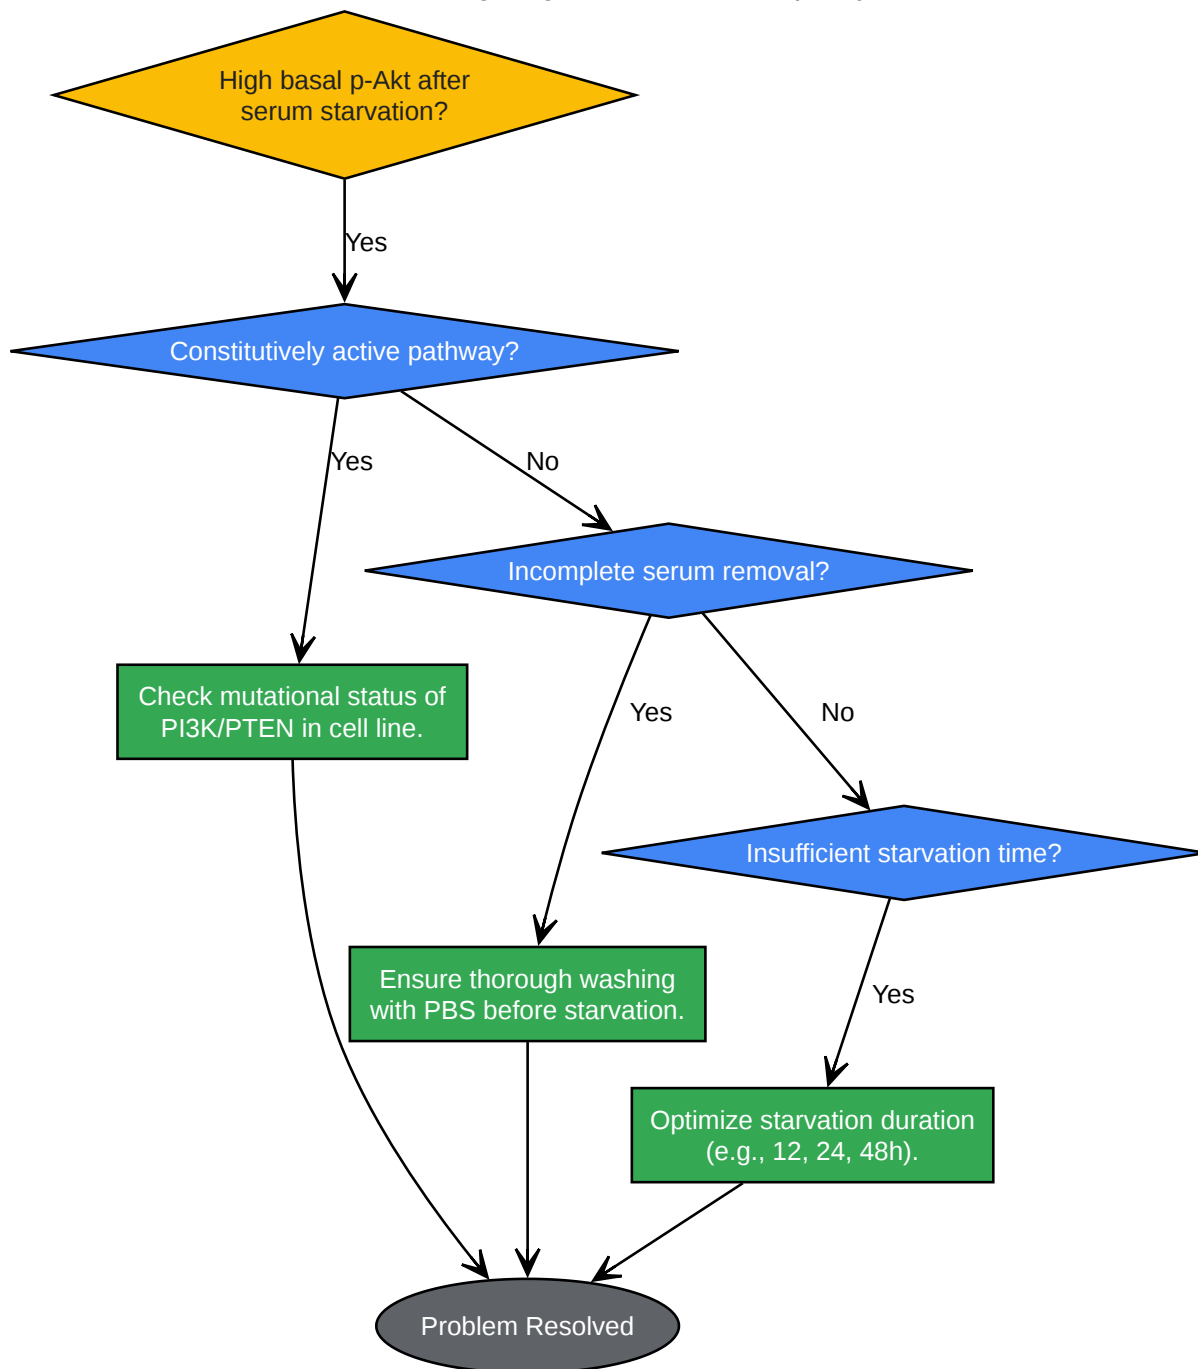 High basal p-Akt after
serum starvation?
Yes
Constitutively active pathway?
Yes
No
Incomplete serum removal?
Check mutational status of
PI3K/PTEN in cell line.
Yes
No
Insufficient starvation time?
Ensure thorough washing
with PBS before starvation.
Yes
Optimize starvation duration
(e.g., 12, 24, 48h).
Problem Resolved